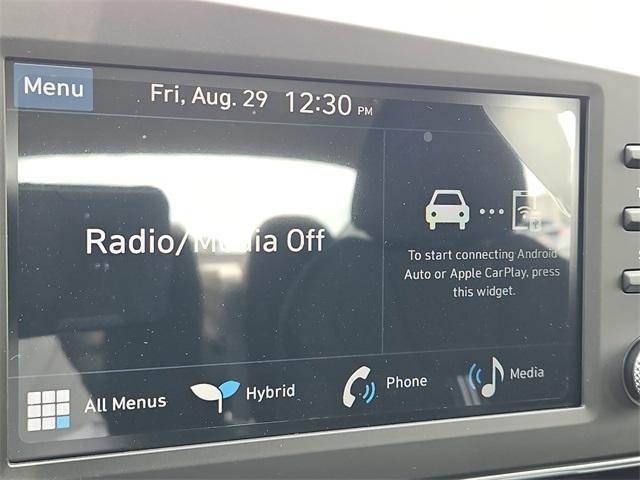 Menu
Fri, Aug. 29 12:30 PM
Radio/Media Off
To start connecting Android
Auto or Apple CarPlay, press
this widget.
All Menus
Hybrid
Phone
Media